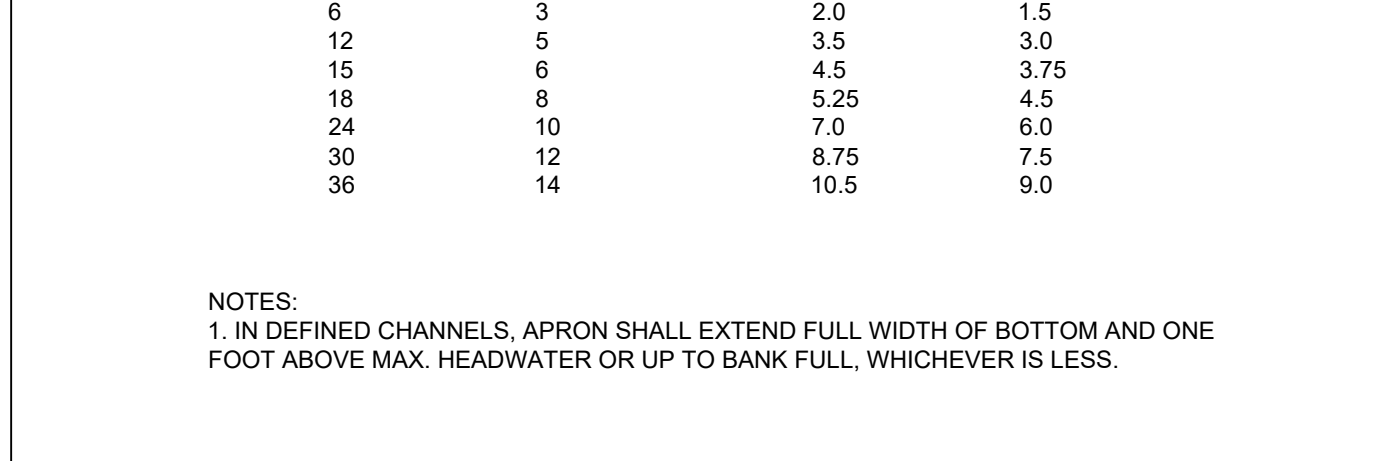 6 3 2.0 1.5
12 5 3.5 3.0
15 6 4.5 3.75
18 8 5.25 4.5
24 10 7.0 6.0
30 12 8.75 7.5
36 14 10.5 9.0
NOTES:
1. IN DEFINED CHANNELS, APRON SHALL EXTEND FULL WIDTH OF BOTTOM AND ONE
FOOT ABOVE MAX. HEADWATER OR UP TO BANK FULL, WHICHEVER IS LESS.